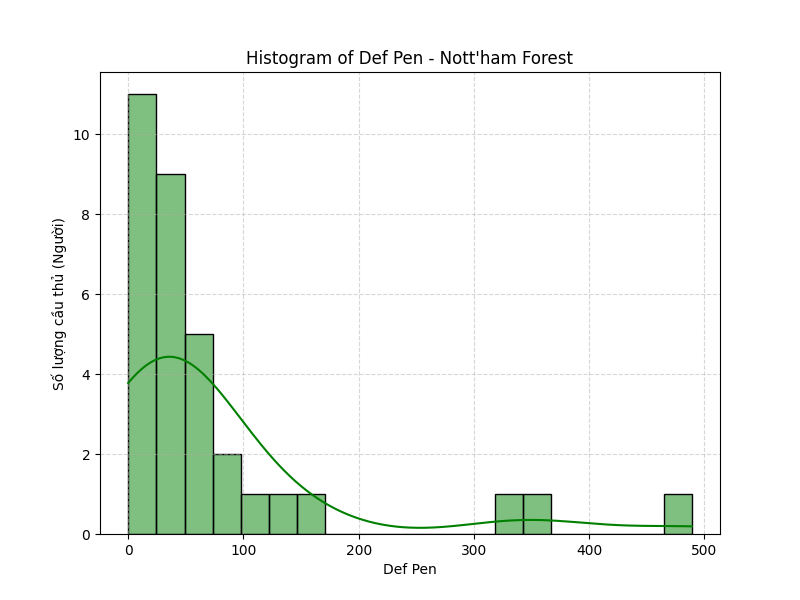 Histogram of Def Pen - Nott'ham Forest
Số lượng cầu thủ (Người)
10
8
6
4
2
0
0 100 200 300 400 500
Def Pen